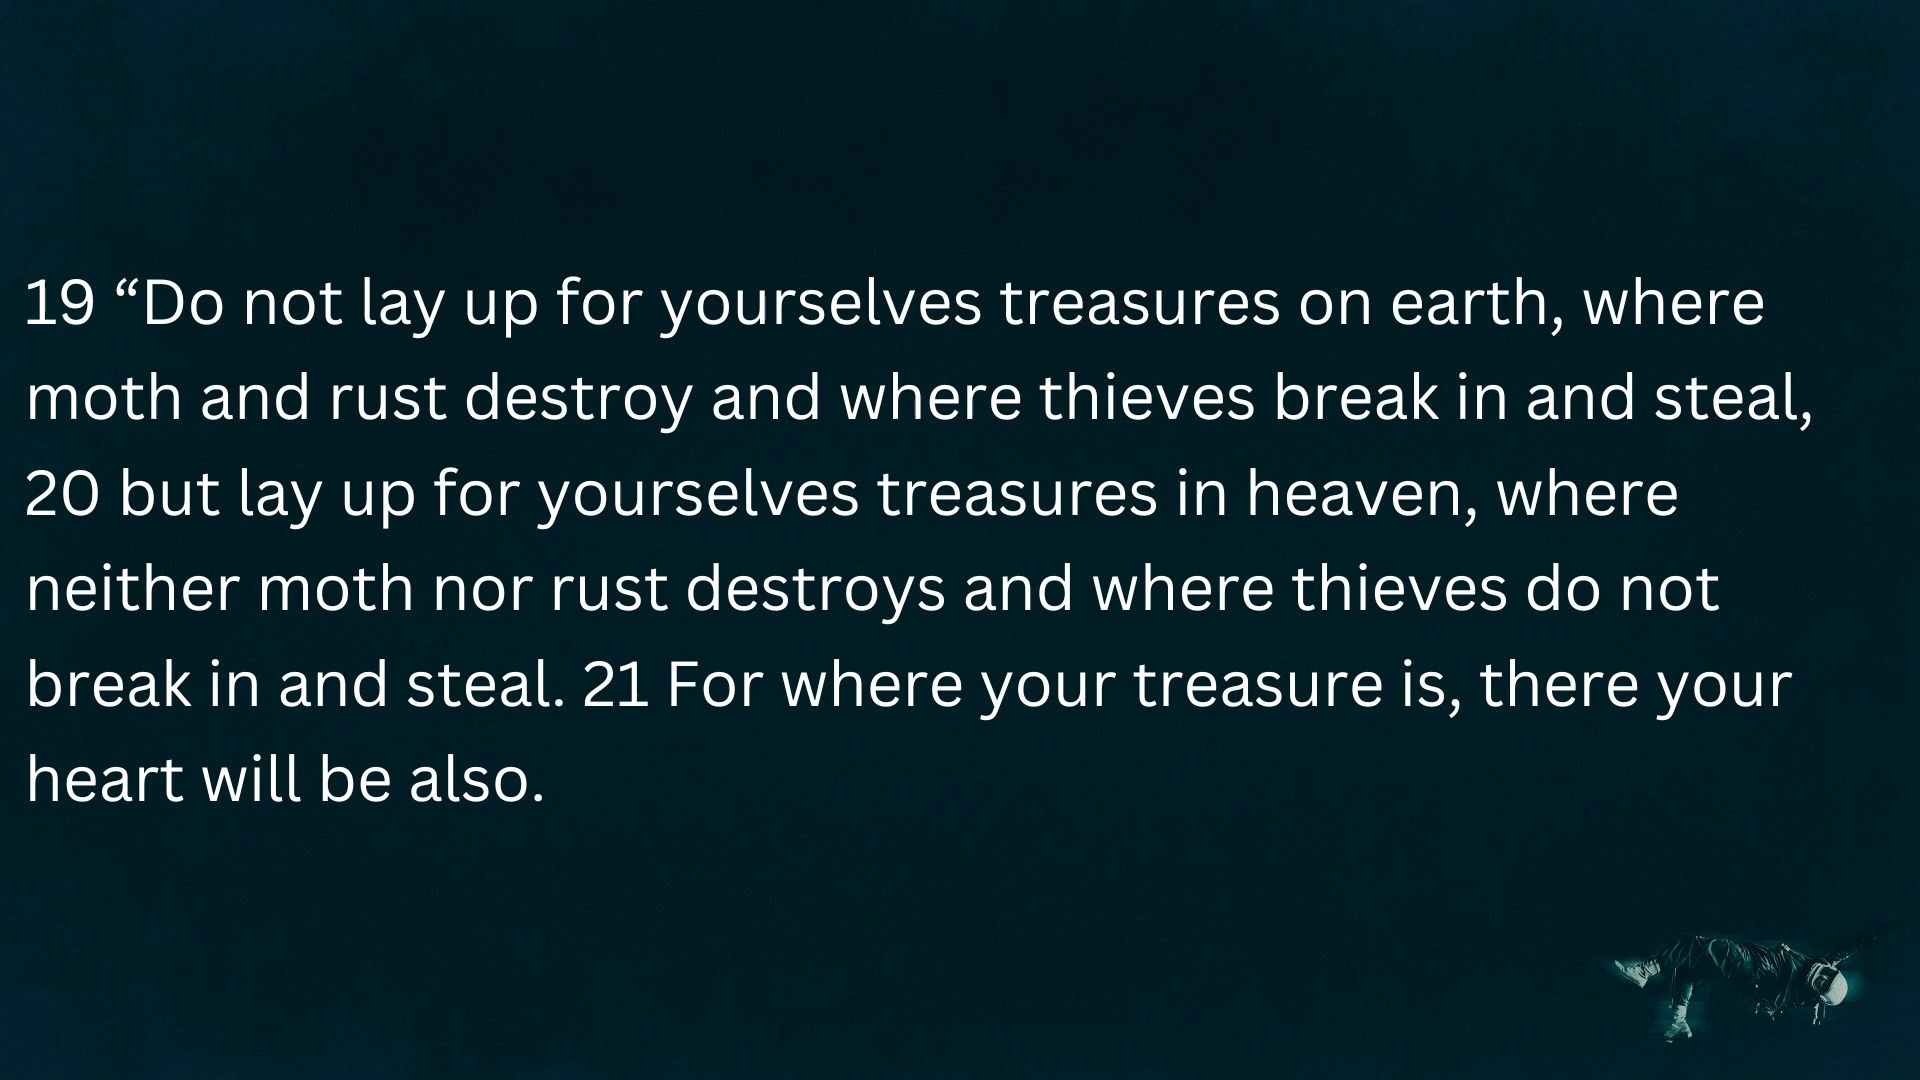 19 “Do not lay up for yourselves treasures on earth, where
moth and rust destroy and where thieves break in and steal,
20 but lay up for yourselves treasures in heaven, where
neither moth nor rust destroys and where thieves do not
break in and steal. 21 For where your treasure is, there your
heart will be also.